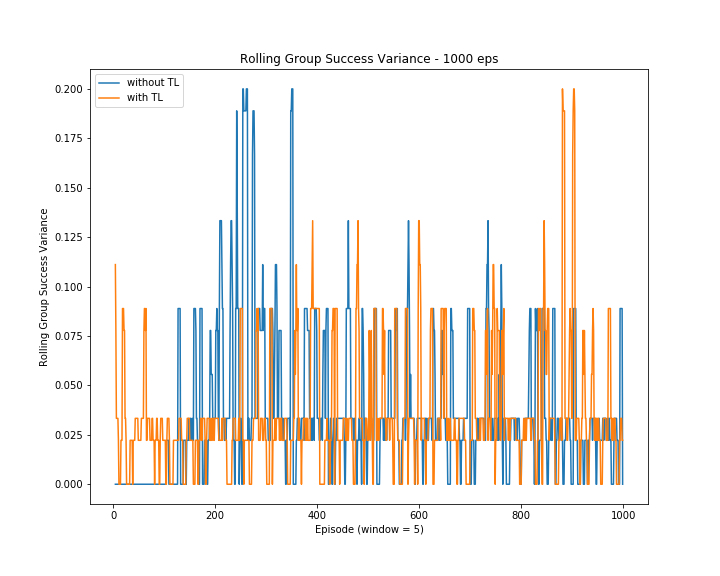 Rolling Group Success Variance - 1000 eps
without TL
with TL
0.200
0.175
0.150
0.125
0.100
0.075
0.050
0.025
0.000
Rolling Group Success Variance
0 200 400 600 800 1000
Episode (window = 5)